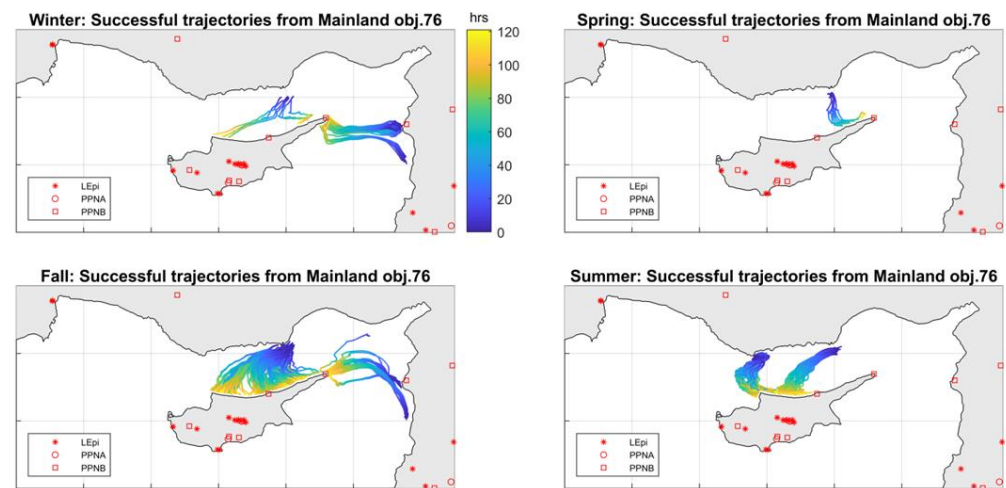 Winter: Successful trajectories from Mainland obj.76
hrs
120
100
80
60
40
20
0
LEpi
PPNA
PPNB
Spring: Successful trajectories from Mainland obj.76
LEpi
PPNA
PPNB
Fall: Successful trajectories from Mainland obj.76
LEpi
PPNA
PPNB
Summer: Successful trajectories from Mainland obj.76
LEpi
PPNA
PPNB